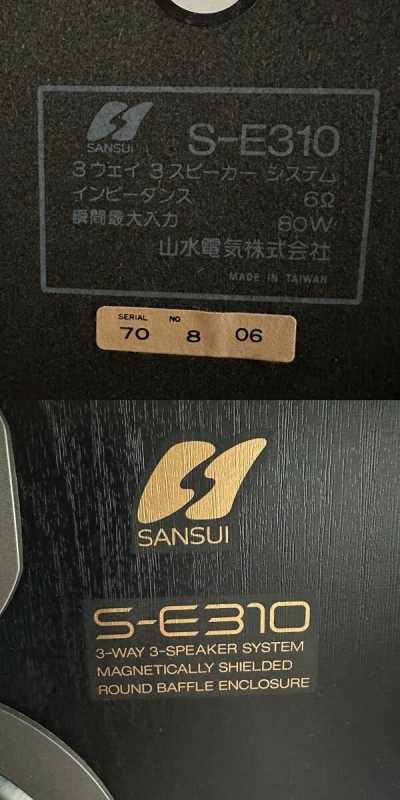 SANSUI
S-E310
3ウェイ 3スピーカー システム
インピーダンス 6Ω
瞬間最大入力 80W
山水電気株式会社
MADE IN TAIWAN
SERIAL NO
70 8 06
SANSUI
S-E310
3-WAY 3-SPEAKER SYSTEM
MAGNETICALLY SHIELDED
ROUND BAFFLE ENCLOSURE